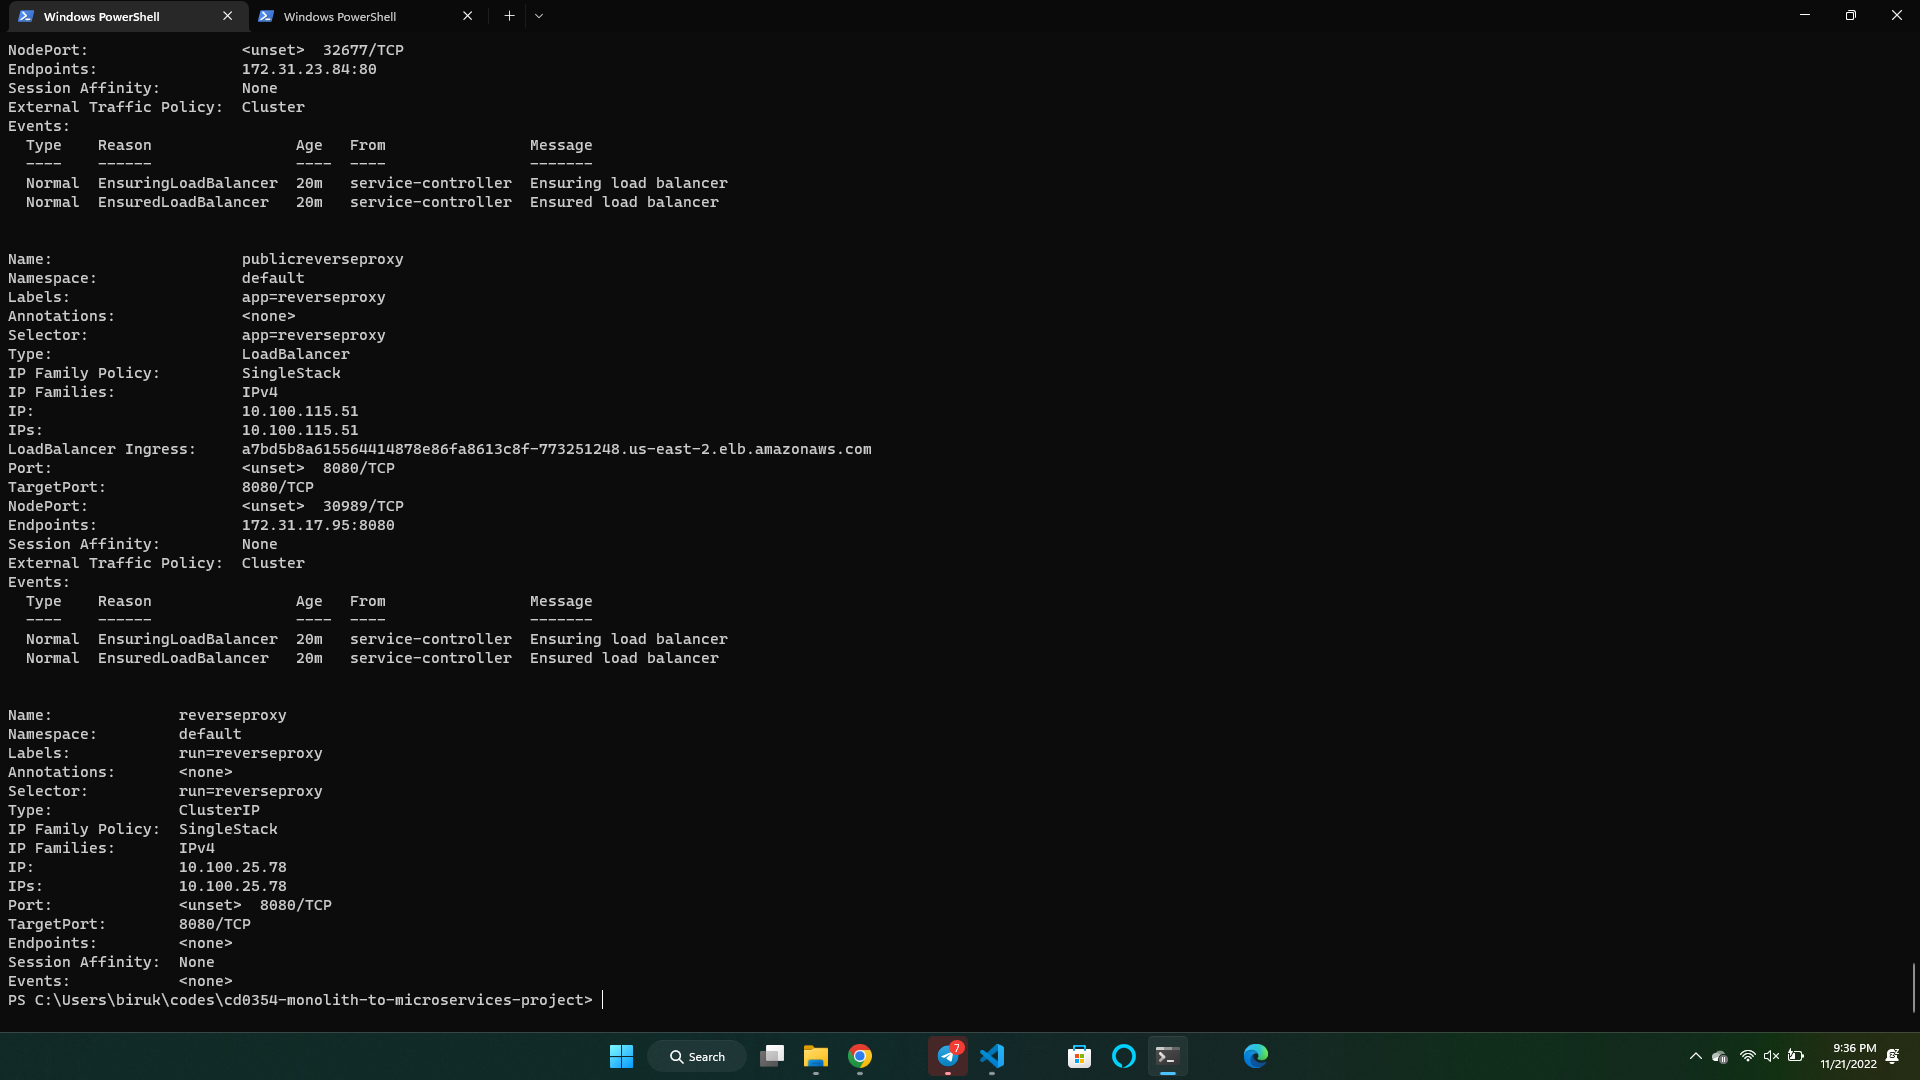 Windows PowerShell
Windows PowerShell
NodePort: <unset> 32677/TCP
Endpoints: 172.31.23.84:80
Session Affinity: None
External Traffic Policy: Cluster
Events:
Type Reason Age From Message
---- ------ ---- ---- -------
Normal EnsuringLoadBalancer 20m service-controller Ensuring load balancer
Normal EnsuredLoadBalancer 20m service-controller Ensured load balancer
Name: publicreverseproxy
Namespace: default
Labels: app=reverseproxy
Annotations: <none>
Selector: app=reverseproxy
Type: LoadBalancer
IP Family Policy: SingleStack
IP Families: IPv4
IP: 10.100.115.51
IPs: 10.100.115.51
LoadBalancer Ingress: a7bd5b8a615564414878e86fa8613c8f-773251248.us-east-2.elb.amazonaws.com
Port: <unset> 8080/TCP
TargetPort: 8080/TCP
NodePort: <unset> 30989/TCP
Endpoints: 172.31.17.95:8080
Session Affinity: None
External Traffic Policy: Cluster
Events:
Type Reason Age From Message
---- ------ ---- ---- -------
Normal EnsuringLoadBalancer 20m service-controller Ensuring load balancer
Normal EnsuredLoadBalancer 20m service-controller Ensured load balancer
Name: reverseproxy
Namespace: default
Labels: run=reverseproxy
Annotations: <none>
Selector: run=reverseproxy
Type: ClusterIP
IP Family Policy: SingleStack
IP Families: IPv4
IP: 10.100.25.78
IPs: 10.100.25.78
Port: <unset> 8080/TCP
TargetPort: 8080/TCP
Endpoints: <none>
Session Affinity: None
Events: <none>
PS C:\Users\biruk\codes\cd0354-monolith-to-microservices-project>
Search
7
9:36 PM
11/21/2022